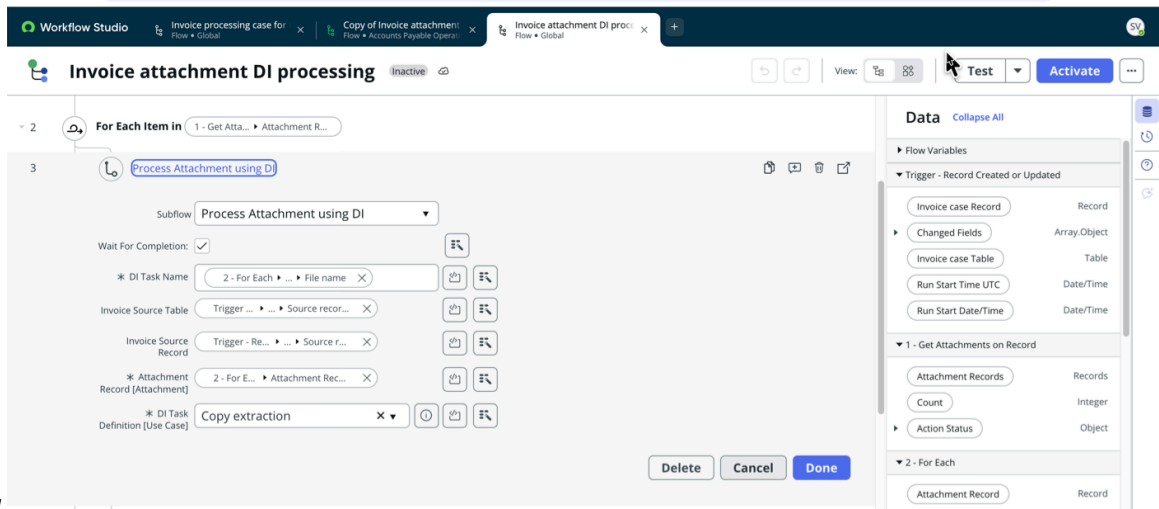 Workflow Studio
Invoice processing case for
Flow • Global
Copy of Invoice attachment
Flow • Accounts Payable Operati
Invoice attachment DI proce
Flow • Global
SV
Invoice attachment DI processing
Inactive
View:
Test
Activate
2
For Each Item in
1 - Get Atta... ▸ Attachment R...
3
Process Attachment using DI
Subflow
Process Attachment using DI
Wait For Completion:
DI Task Name
2 - For Each ▸ ... ▸ File name
Invoice Source Table
Trigger ... ▸ ... ▸ Source recor...
Invoice Source
Record
Trigger - Re... ▸ ... ▸ Source r...
Attachment
Record [Attachment]
2 - For E... ▸ Attachment Rec...
DI Task
Definition [Use Case]
Copy extraction
Delete
Cancel
Done
Data
Collapse All
Flow Variables
Trigger - Record Created or Updated
Invoice case Record
Record
Changed Fields
Array.Object
Invoice case Table
Table
Run Start Time UTC
Date/Time
Run Start Date/Time
Date/Time
1 - Get Attachments on Record
Attachment Records
Records
Count
Integer
Action Status
Object
2 - For Each
Attachment Record
Record